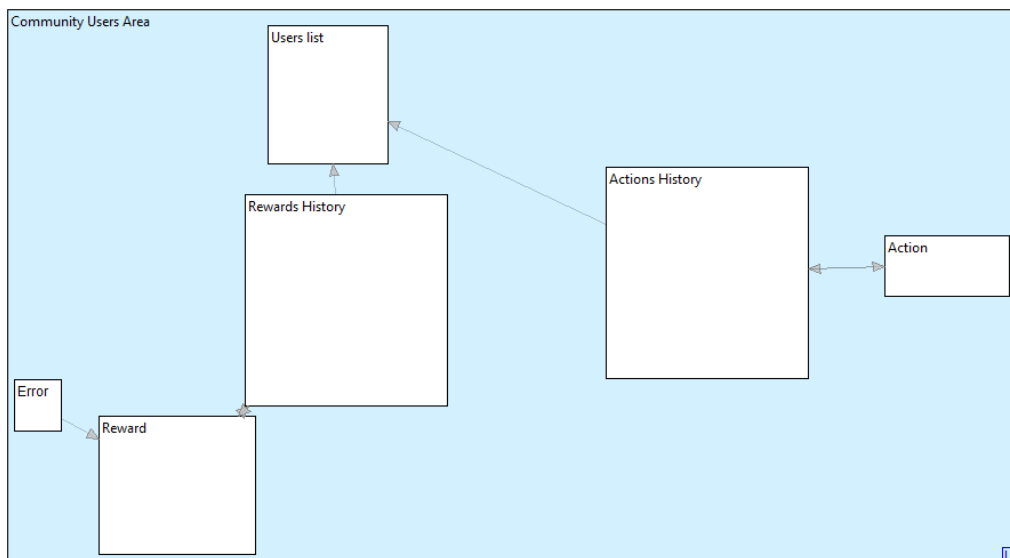 Community Users Area
Users list
Actions History
Rewards History
Action
Error
Reward
L